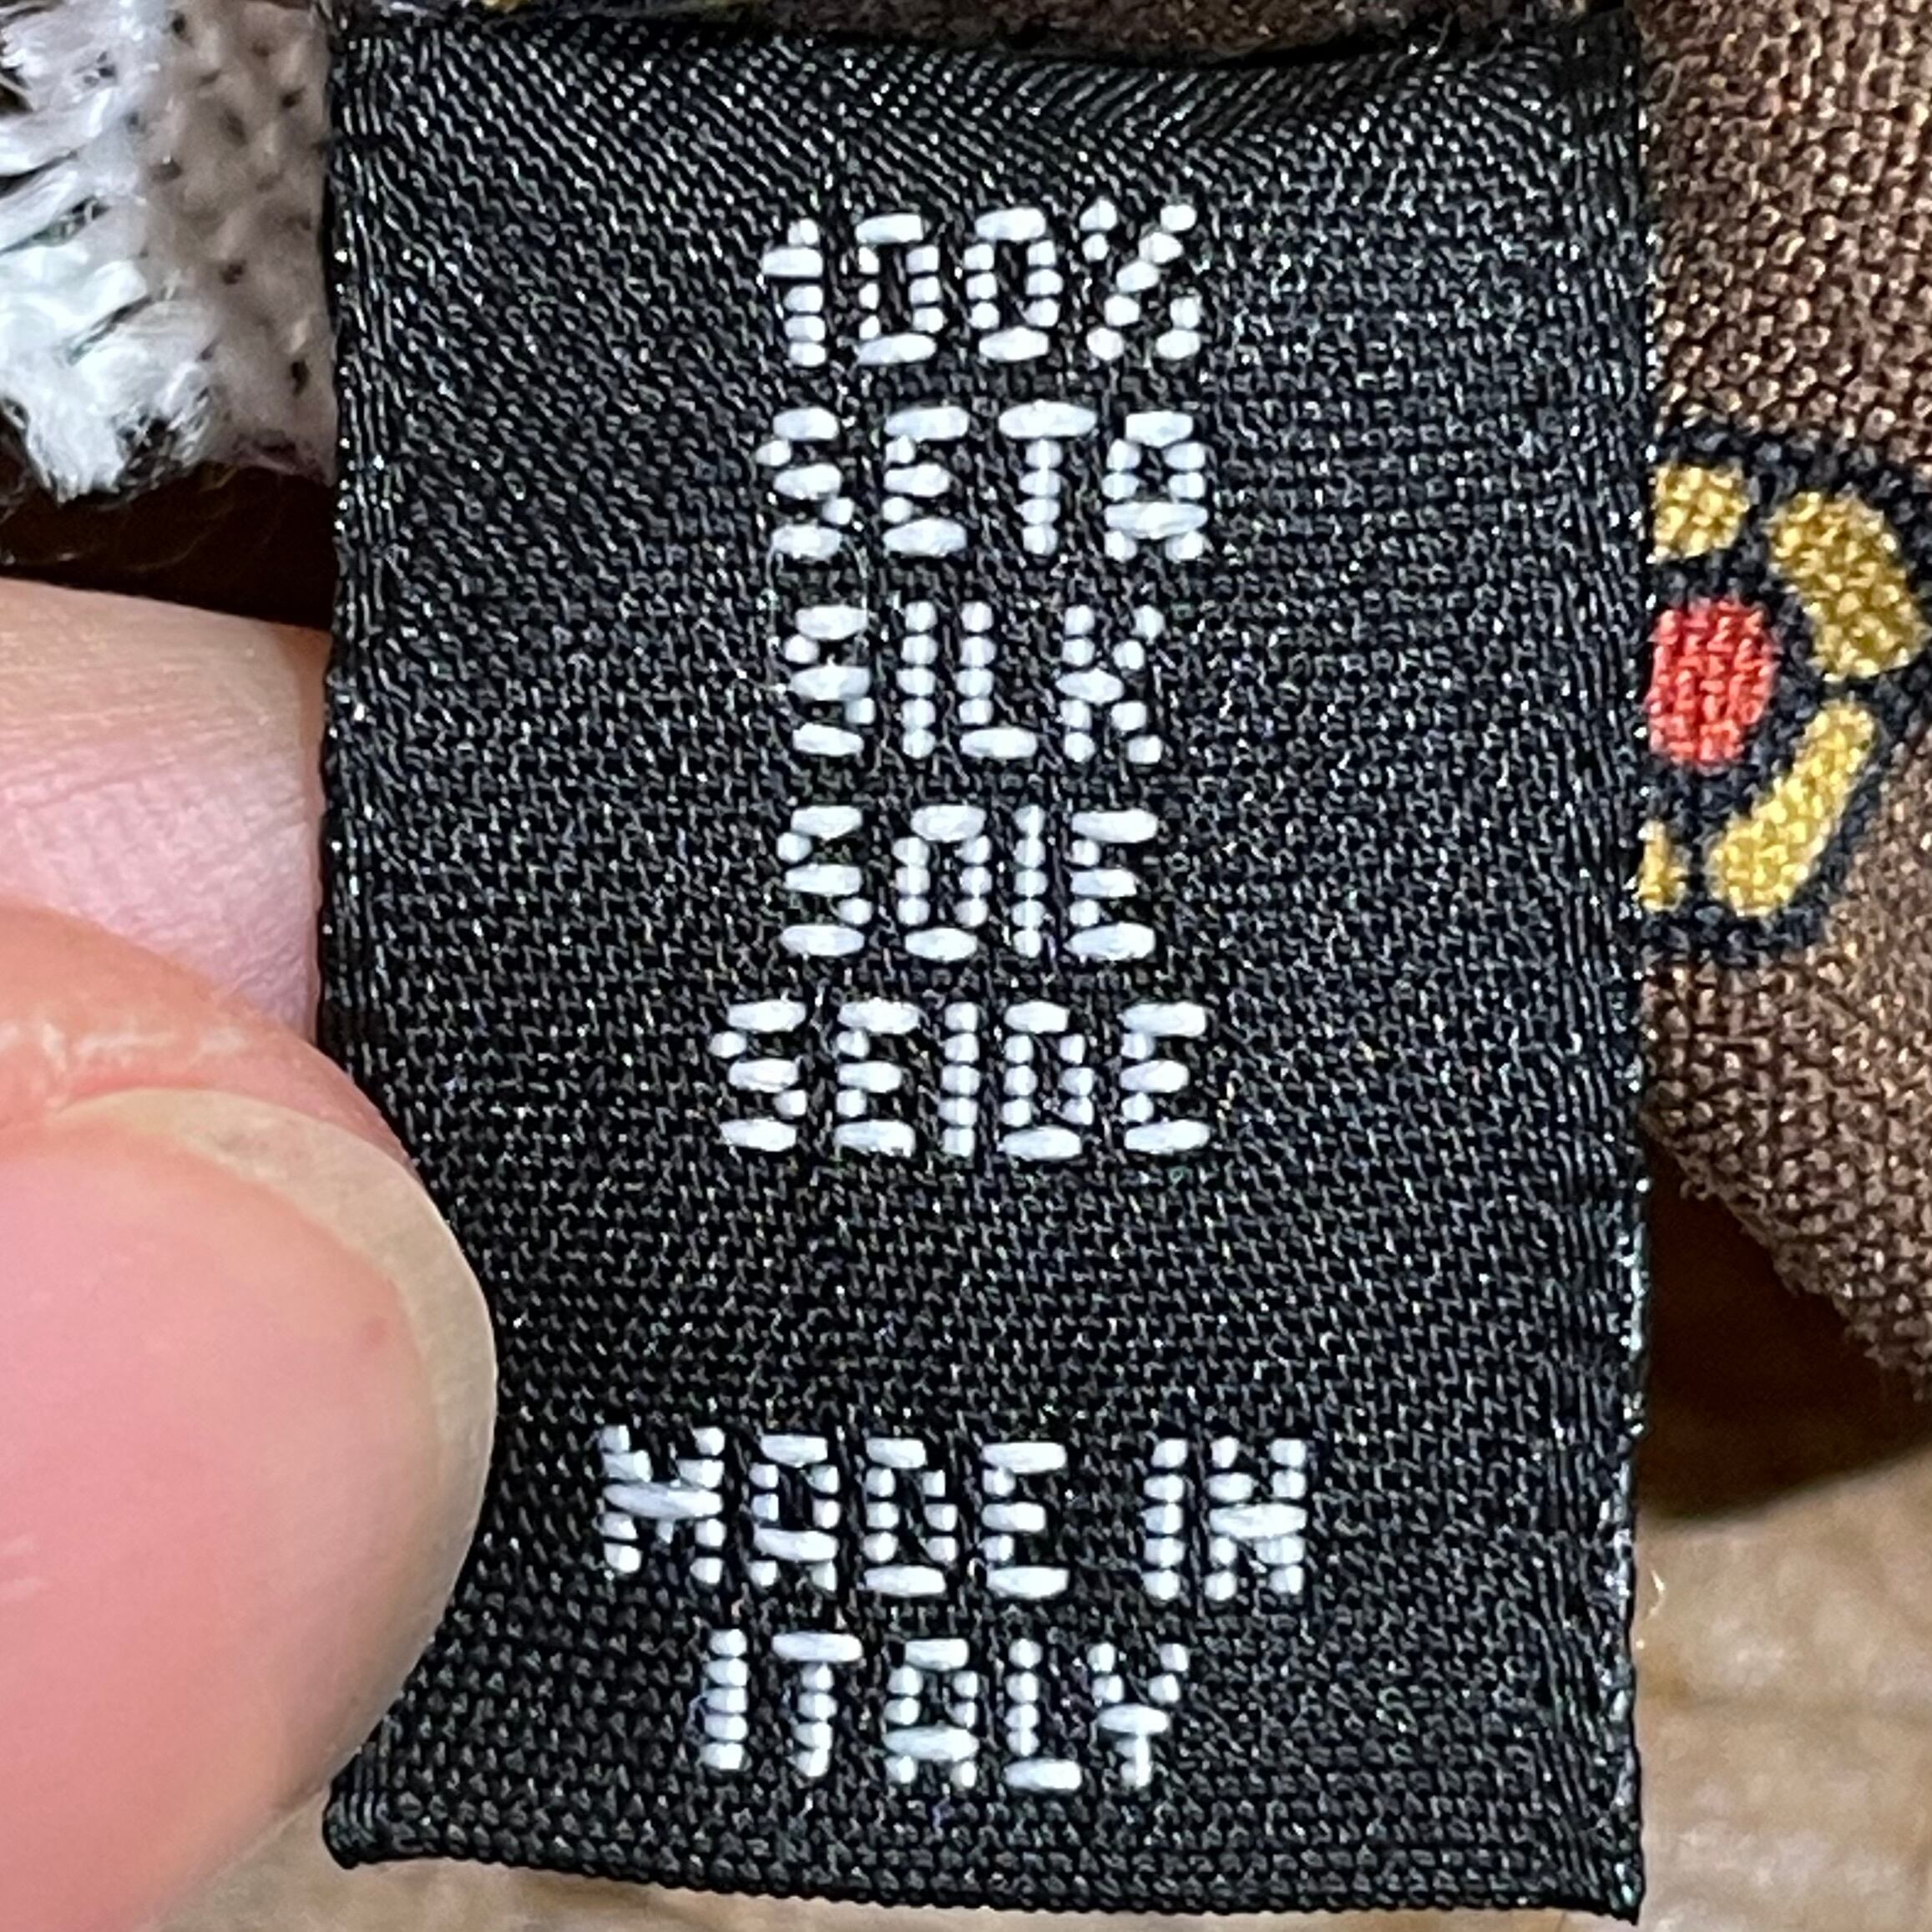 100%
SETA
SILK
SOIE
SEIDE
MADE IN
ITALY